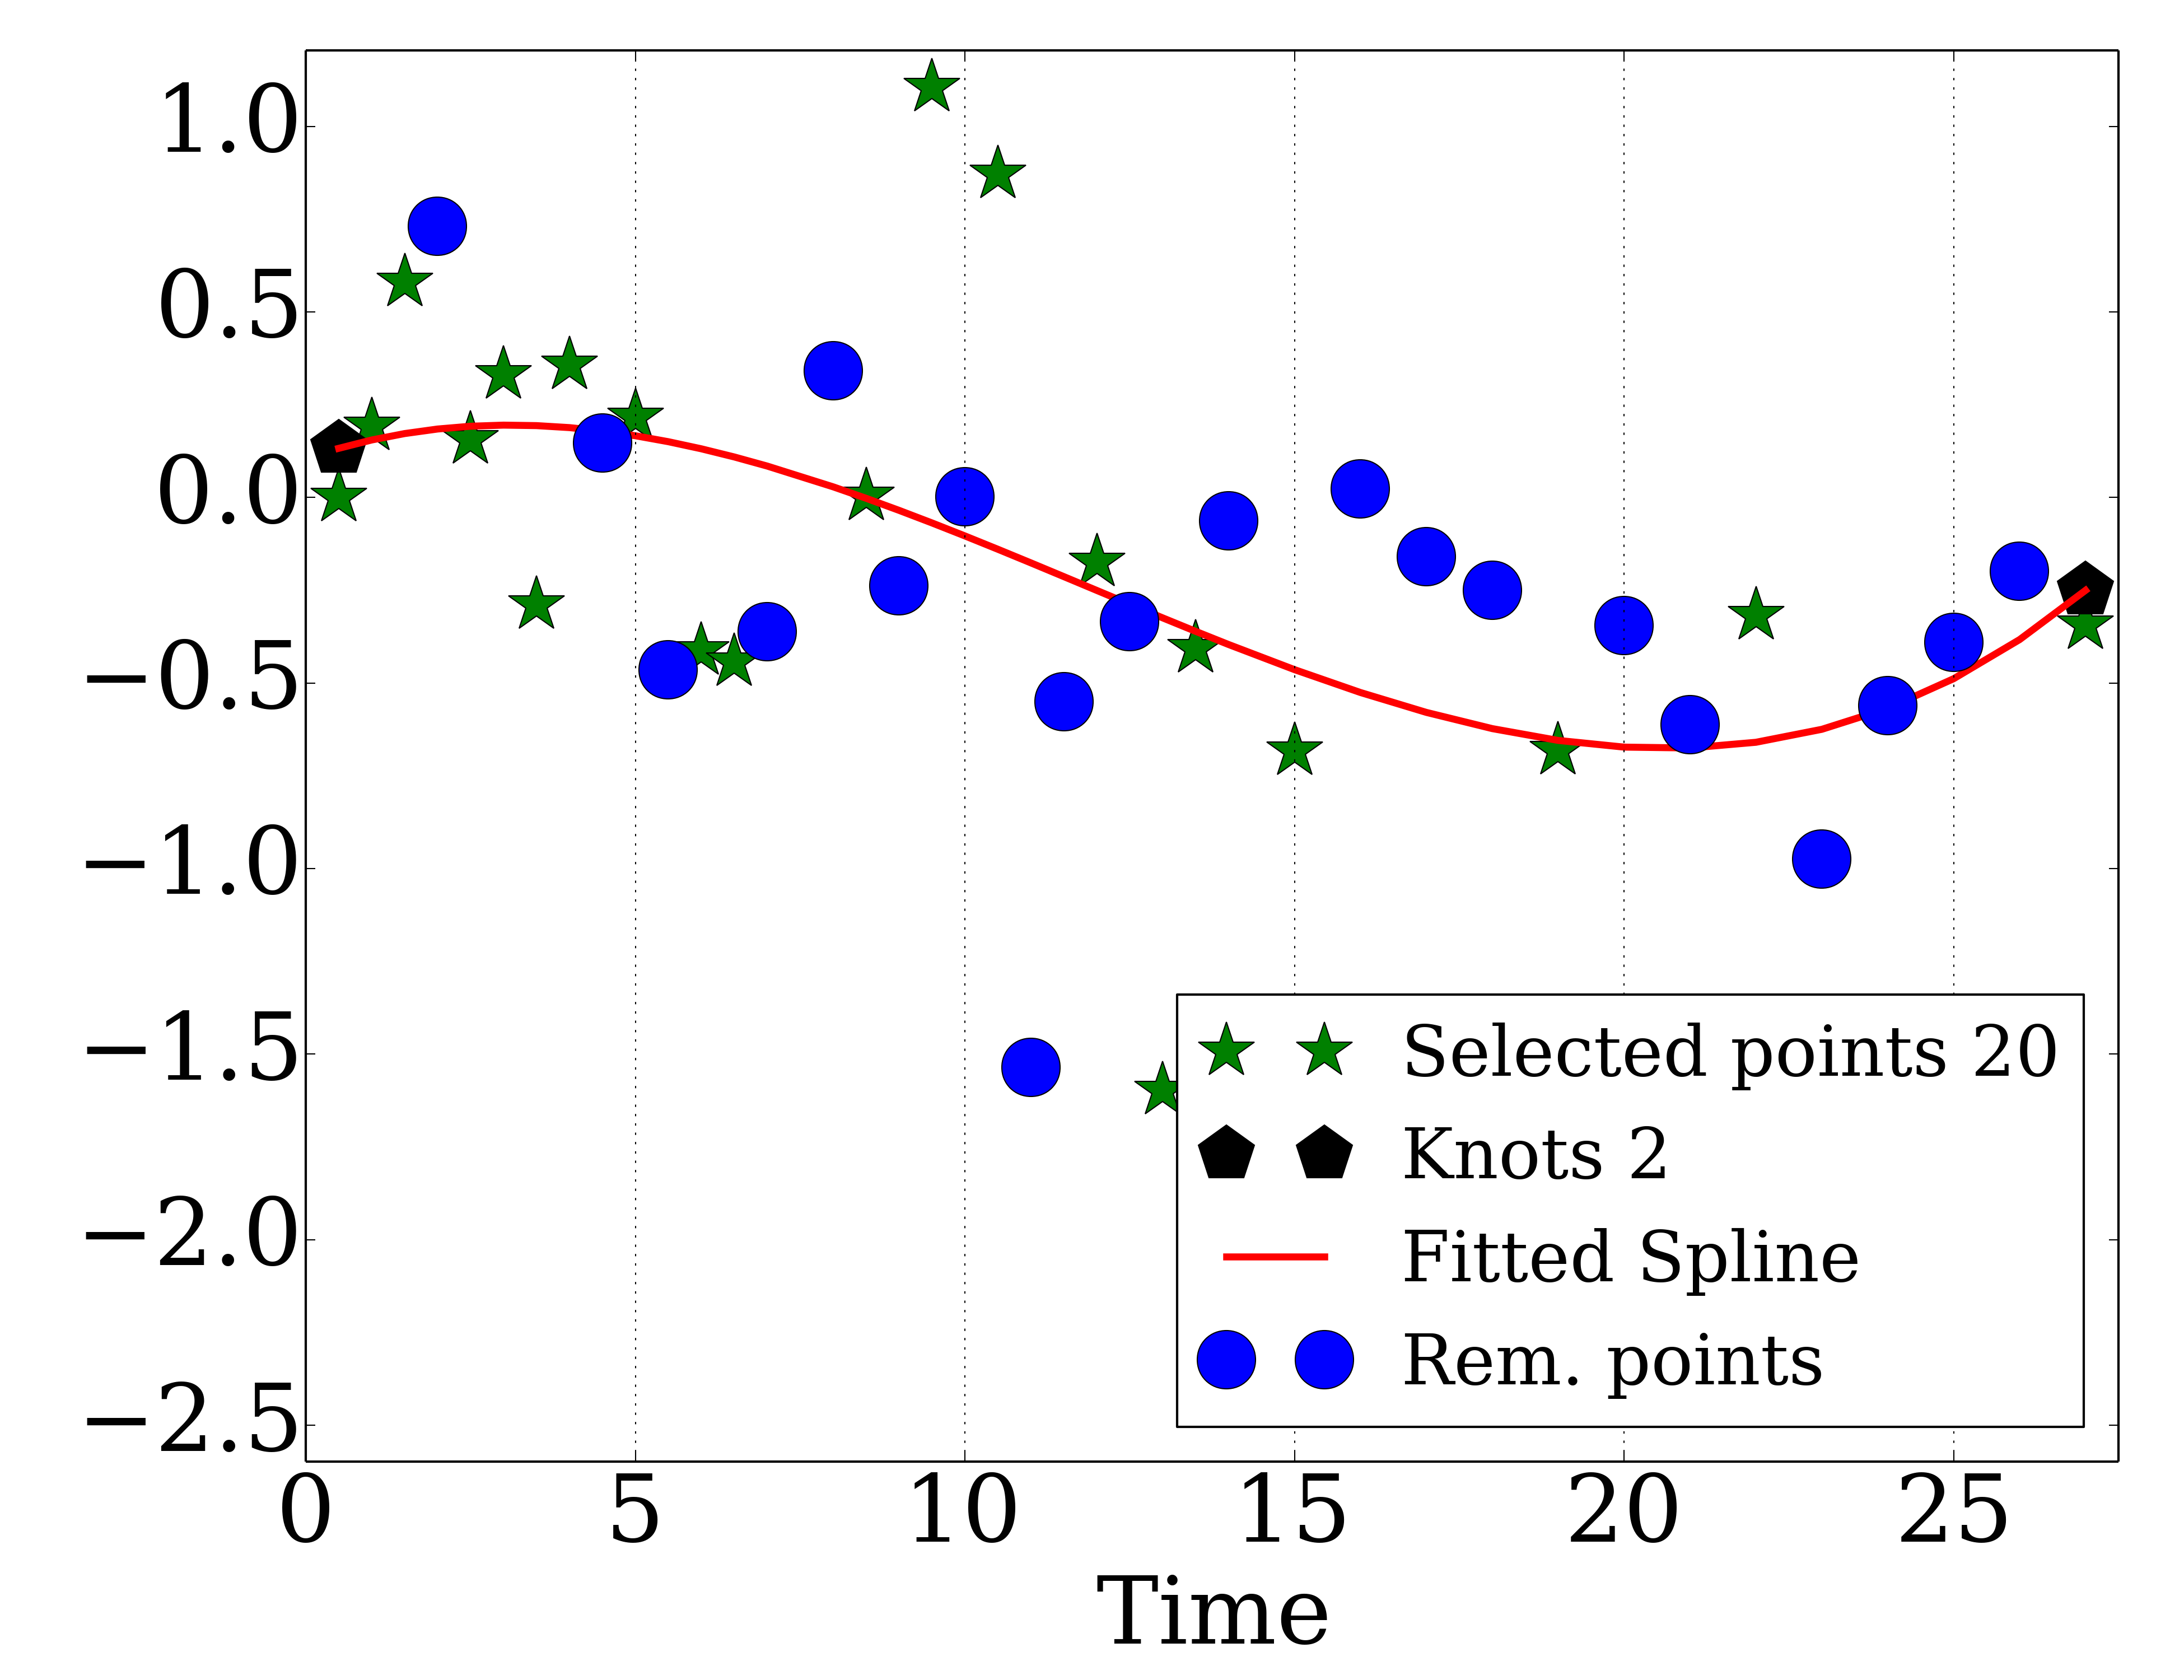 1.0
0.5
0.0
−0.5
−1.0
−1.5
−2.0
−2.5
Selected points 20
Knots 2
Fitted Spline
Rem. points
0 5 10 15 20 25
Time